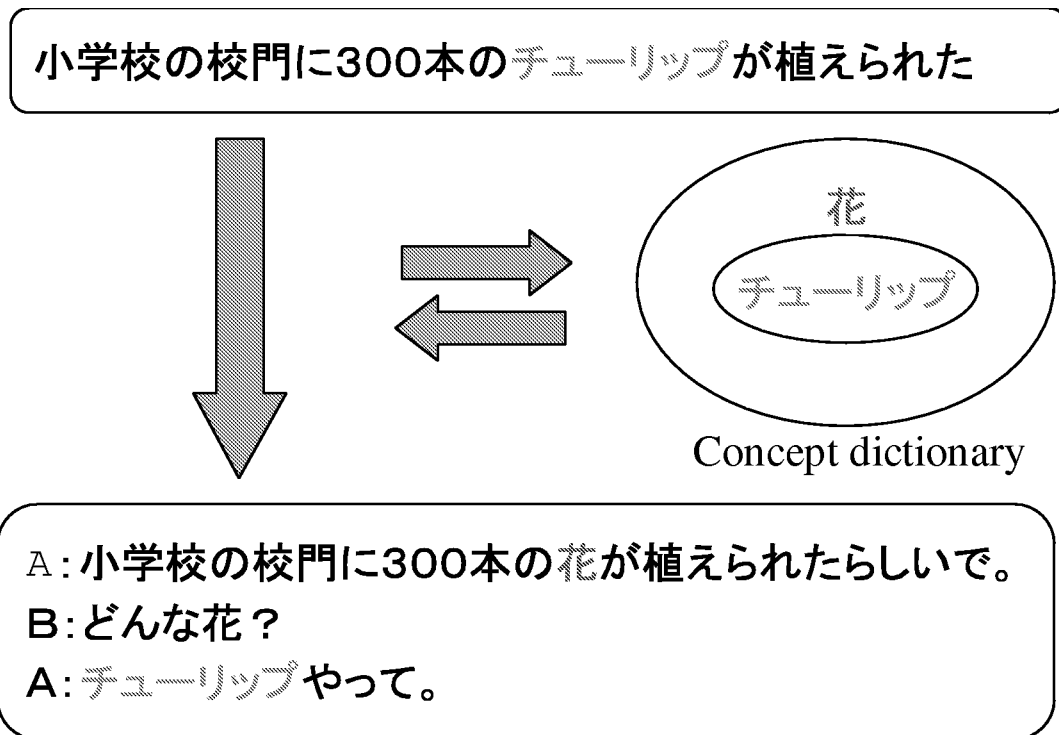 小学校の校門に300本のチューリップが植えられた
花
チューリップ
Concept dictionary
A:小学校の校門に300本の花が植えられたらしいで。
B:どんな花?
A:チューリップやって。